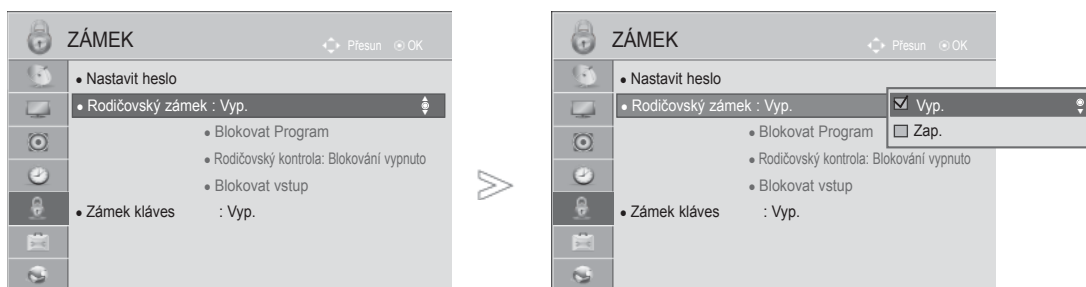 ZÁMEK
Přesun OK
• Nastavit heslo
• Rodičovský zámek : Vyp.
• Blokovat Program
• Rodičovský kontrola: Blokování vypnuto
• Blokovat vstup
• Zámek kláves : Vyp.
ZÁMEK
Přesun OK
• Nastavit heslo
• Rodičovský zámek : Vyp.
Vyp.
• Blokovat Program
Zap.
• Rodičovský kontrola: Blokování vypnuto
• Blokovat vstup
• Zámek kláves : Vyp.